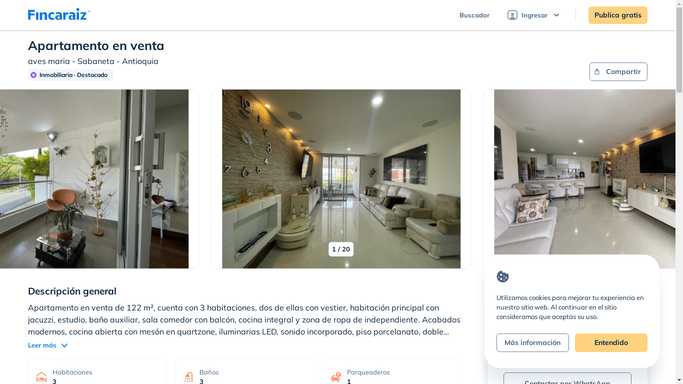 Fincaraiz
Buscador
Ingresar
Publica gratis
Apartamento en venta
aves maria - Sabaneta - Antioquia
Inmobiliaria - Destacado
Compartir
1 / 20
Descripción general
Apartamento en venta de 122 m², cuenta con 3 habitaciones, dos de ellas con vestier, habitación principal con
jacuzzi, estudio, baño auxiliar, sala comedor con balcón, cocina integral y zona de ropa de independiente. Acabados
modernos, cocina abierta con mesón en quartzone, iluminarias LED, sonido incorporado, piso porcelanato, doble...
Leer más
Habitaciones
3
Baños
3
Parqueaderos
1
Utilizamos cookies para mejorar tu experiencia en
nuestro sitio web. Al continuar en el sitio
consideramos que aceptas su uso.
Más información
Entendido
Contactar por WhatsApp